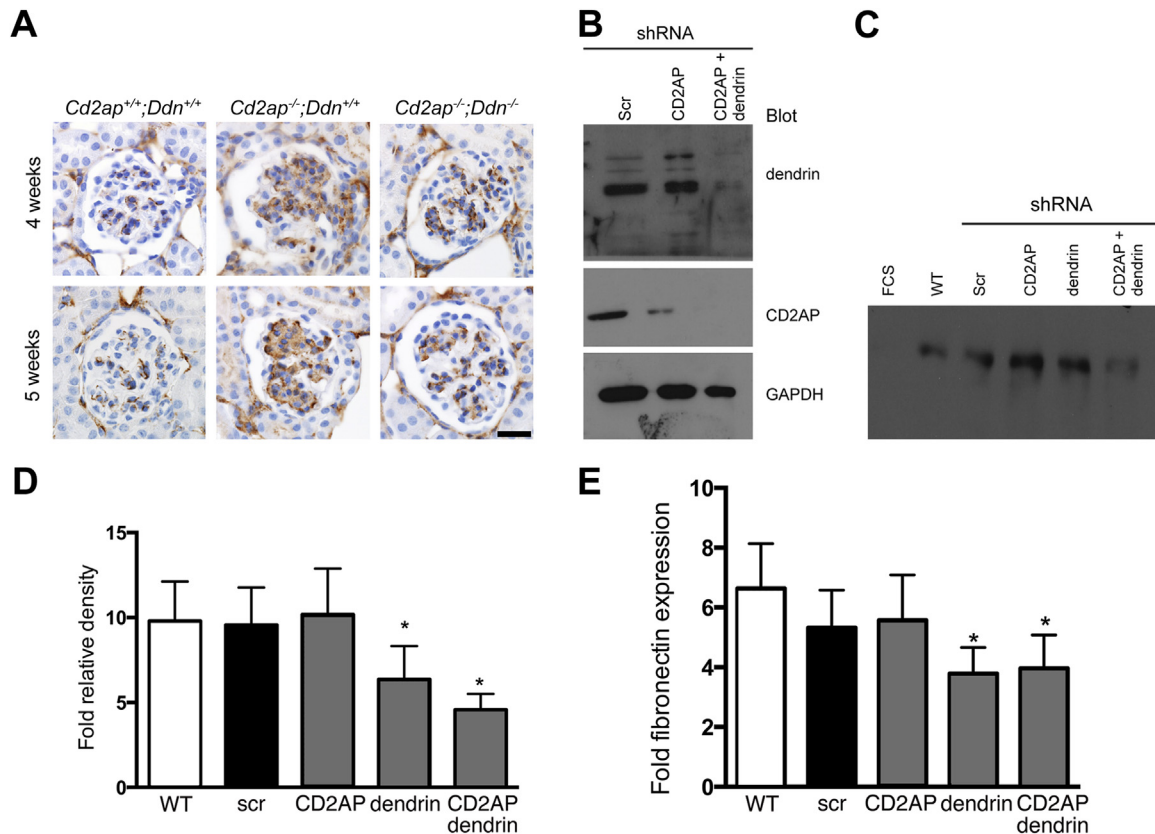 A
Cd2ap+/+;Ddn+/+
Cd2ap-/-;Ddn+/+
Cd2ap-/-;Ddn-/-
4 weeks
5 weeks
B
shRNA
Scr
CD2AP
CD2AP +
dendrin
Blot
dendrin
CD2AP
GAPDH
C
shRNA
FCS
WT
Scr
CD2AP
dendrin
CD2AP +
dendrin
D
Fold relative density
15
10
5
0
*
*
WT
scr
CD2AP
dendrin
CD2AP
dendrin
E
Fold fibronectin expression
10
8
6
4
2
0
*
*
WT
scr
CD2AP
dendrin
CD2AP
dendrin